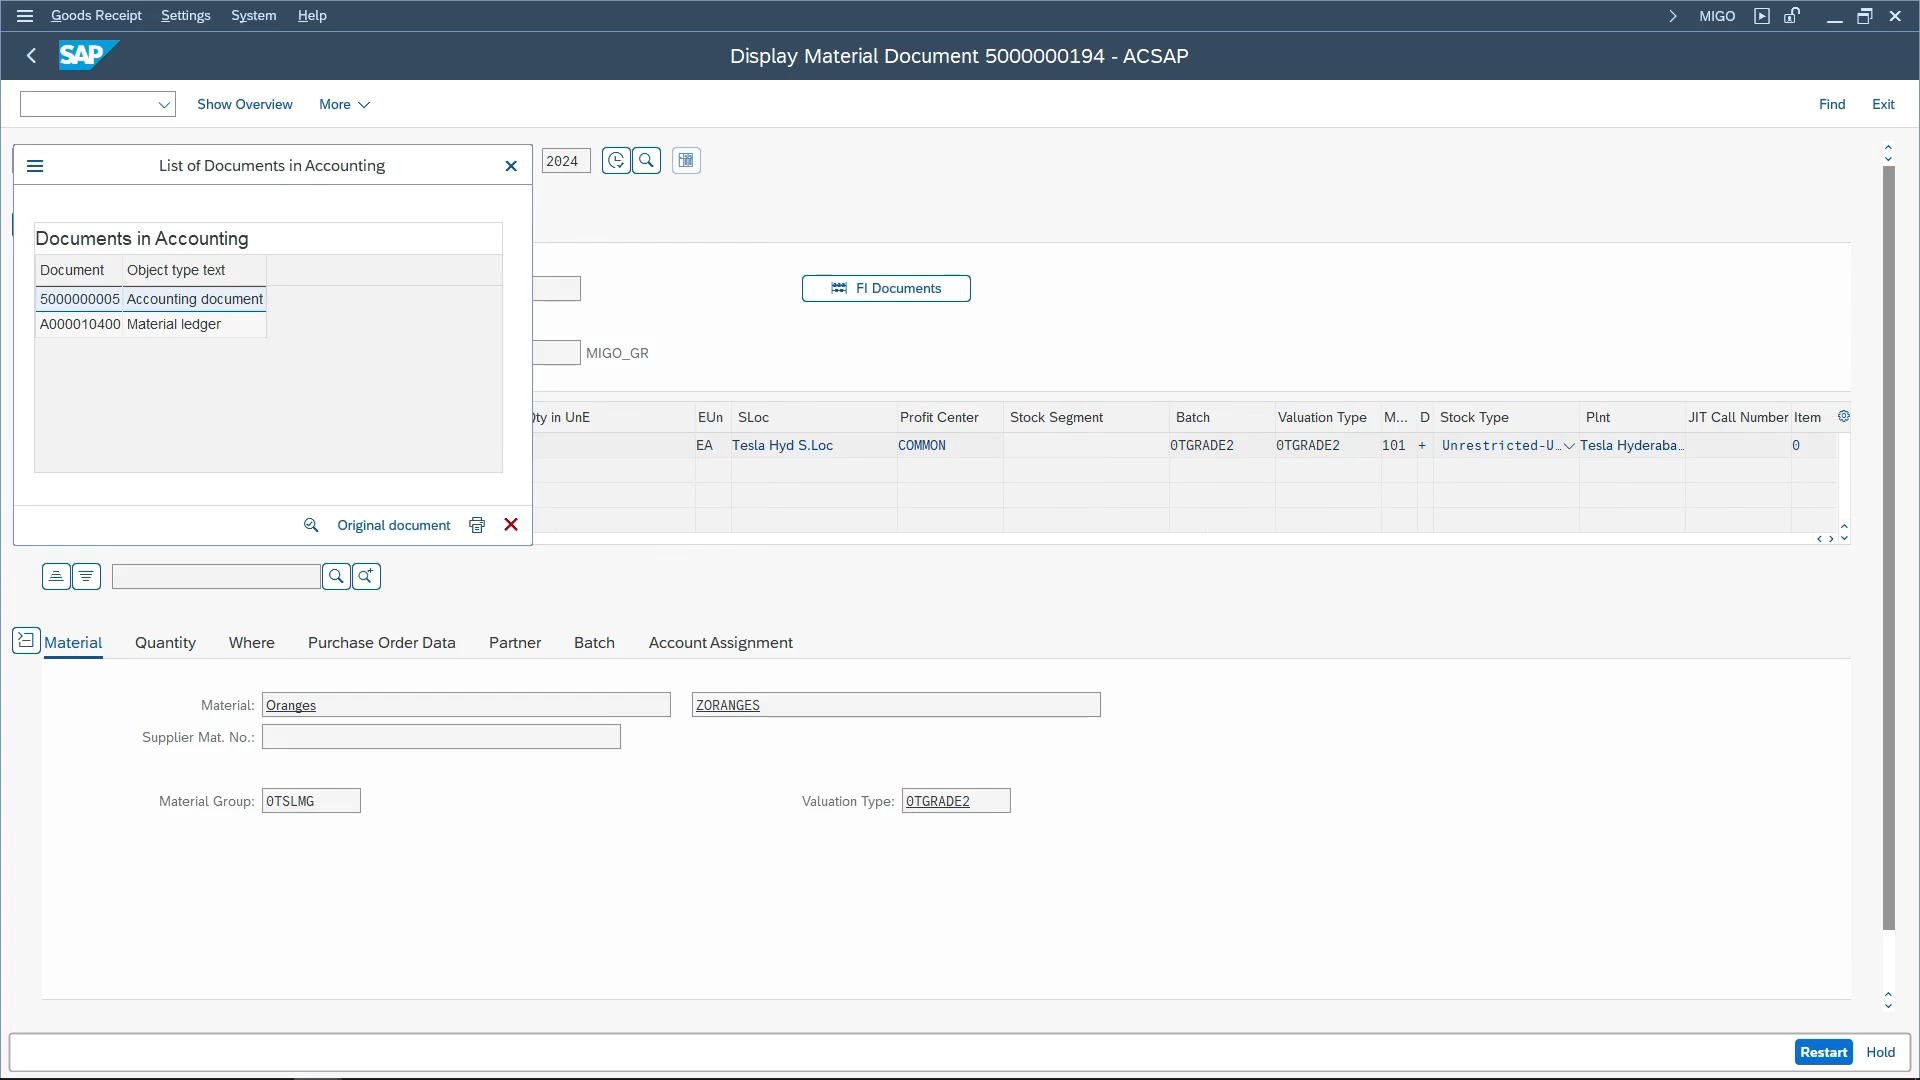 Goods Receipt Settings System Help MIGO
SAP Display Material Document 5000000194 - ACSAP
Show Overview More Find Exit
List of Documents in Accounting
2024
Documents in Accounting
Document Object type text
5000000005 Accounting document
A000010400 Material ledger
FI Documents
MIGO_GR
Qty in UnE EUn SLoc Profit Center Stock Segment Batch Valuation Type M... D Stock Type Plnt JIT Call Number Item
EA Tesla Hyd S.Loc COMMON 0TGRADE2 0TGRADE2 101 + Unrestricted-U… Tesla Hyderaba… 0
Original document
Material Quantity Where Purchase Order Data Partner Batch Account Assignment
Material: Oranges ZORANGES
Supplier Mat. No.:
Material Group: 0TSLMG Valuation Type: 0TGRADE2
Restart Hold